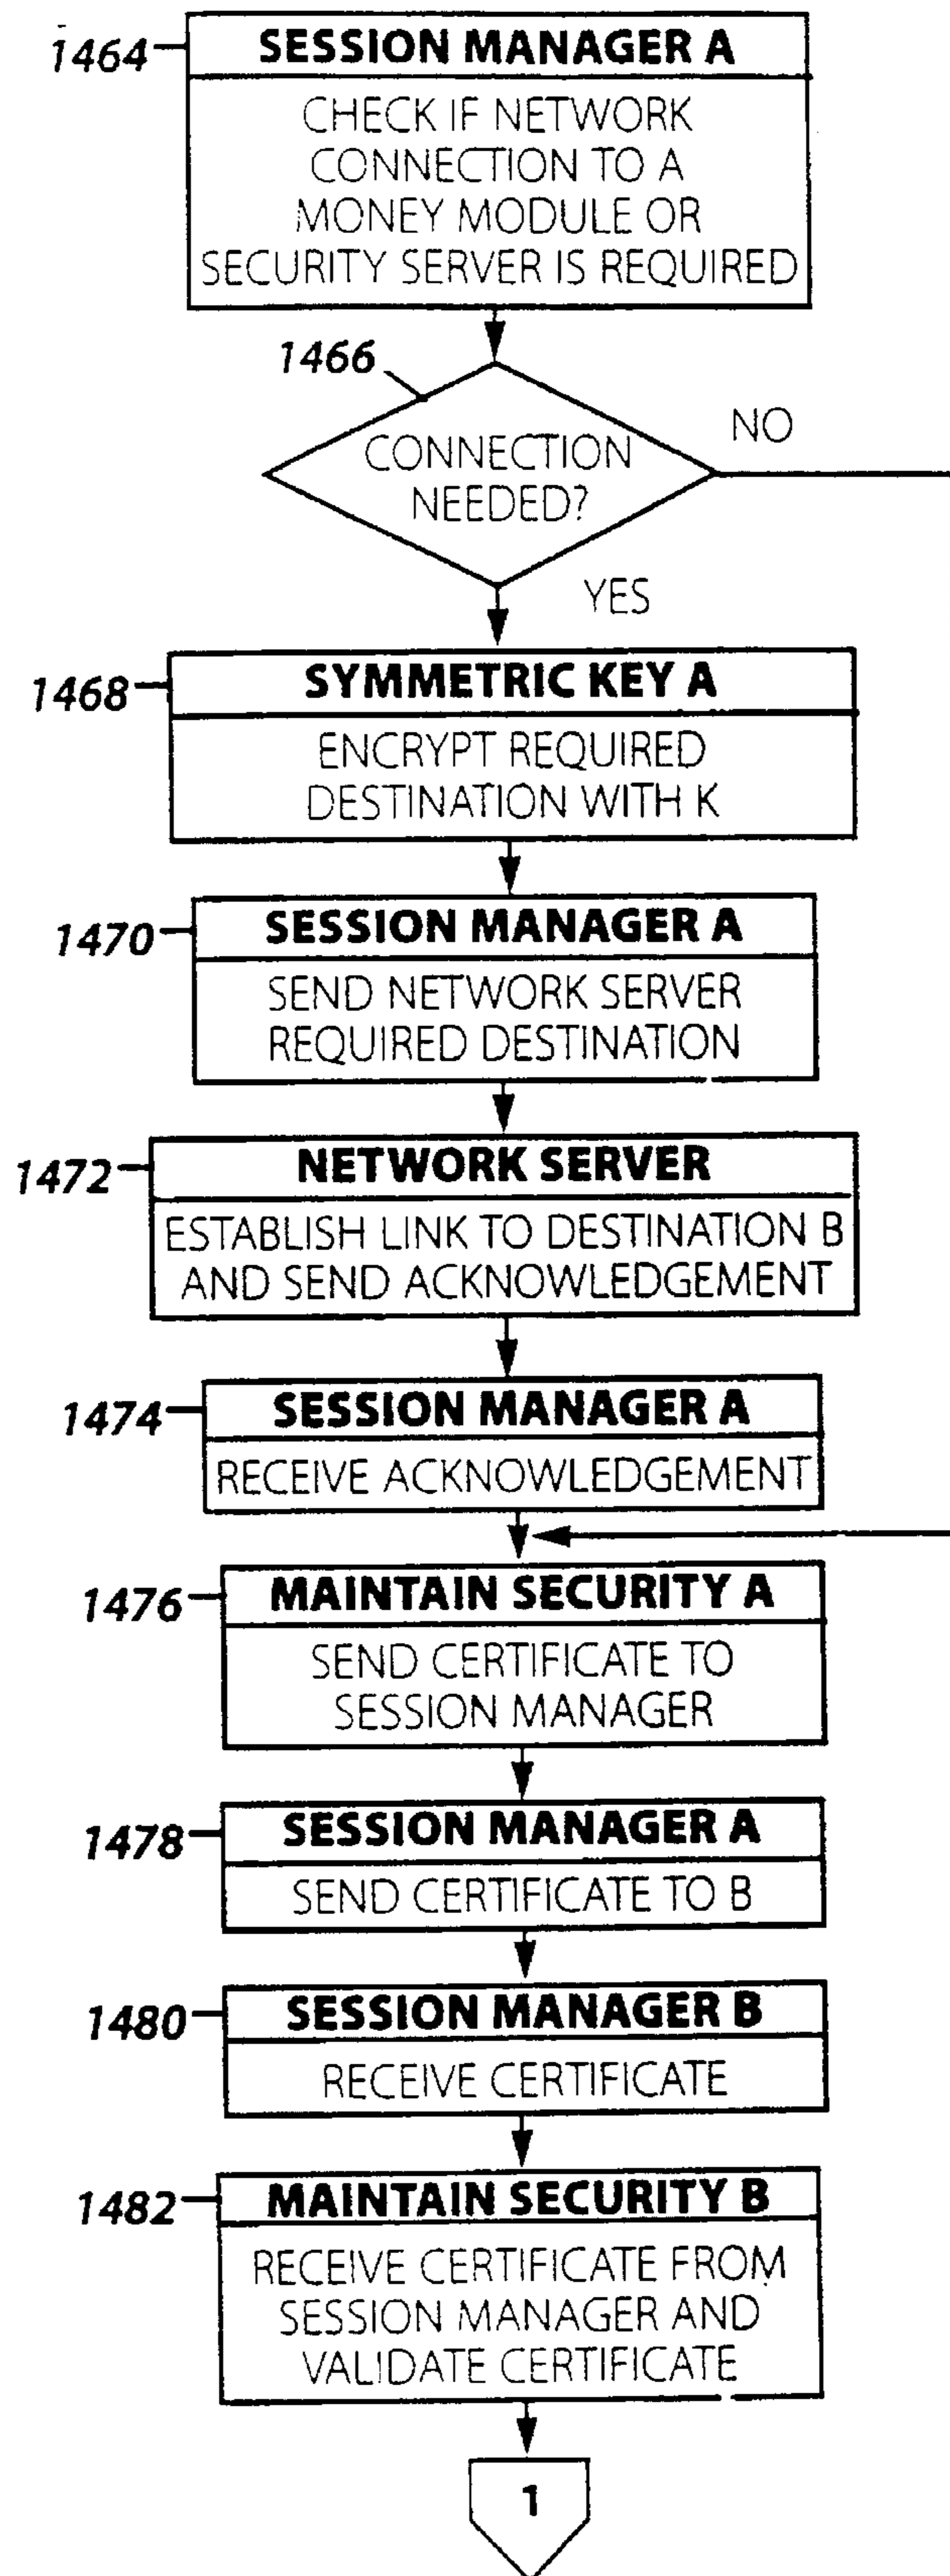 1464
SESSION MANAGER A
CHECK IF NETWORK
CONNECTION TO A
MONEY MODULE OR
SECURITY SERVER IS REQUIRED
1466
CONNECTION
NEEDED?
NO
YES
1468
SYMMETRIC KEY A
ENCRYPT REQUIRED
DESTINATION WITH K
1470
SESSION MANAGER A
SEND NETWORK SERVER
REQUIRED DESTINATION
1472
NETWORK SERVER
ESTABLISH LINK TO DESTINATION B
AND SEND ACKNOWLEDGEMENT
1474
SESSION MANAGER A
RECEIVE ACKNOWLEDGEMENT
1476
MAINTAIN SECURITY A
SEND CERTIFICATE TO
SESSION MANAGER
1478
SESSION MANAGER A
SEND CERTIFICATE TO B
1480
SESSION MANAGER B
RECEIVE CERTIFICATE
1482
MAINTAIN SECURITY B
RECEIVE CERTIFICATE FROM
SESSION MANAGER AND
VALIDATE CERTIFICATE
1